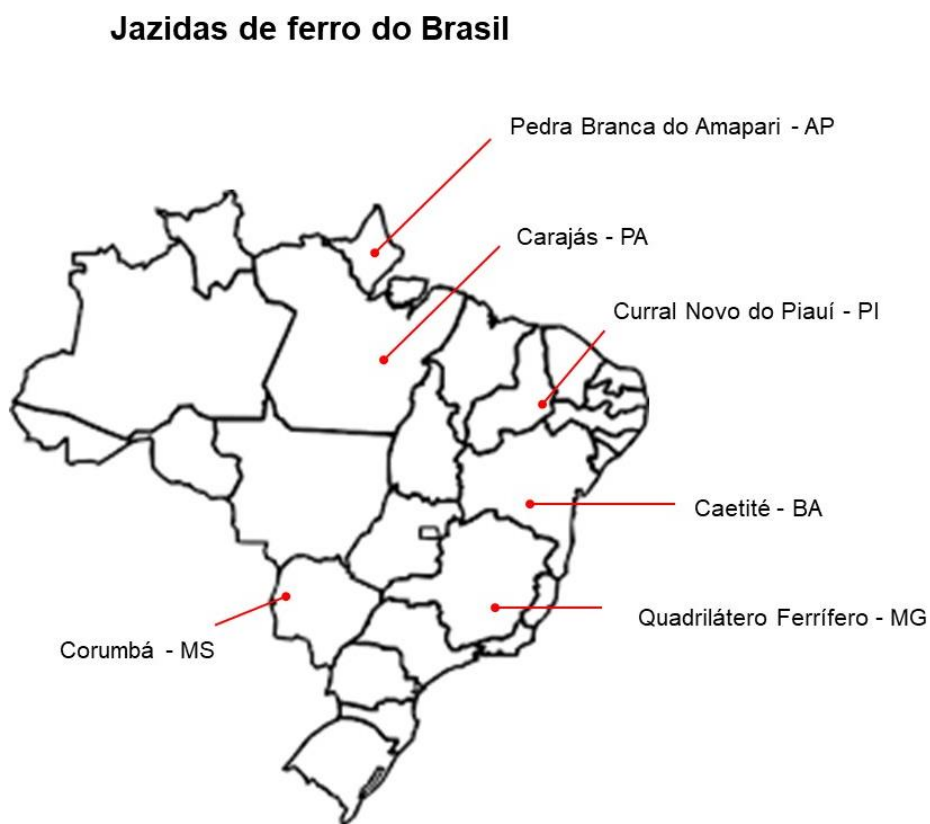 Jazidas de ferro do Brasil
Pedra Branca do Amapari - AP
Carajás - PA
Curral Novo do Piauí - PI
Caetité - BA
Quadrilátero Ferrífero - MG
Corumbá - MS